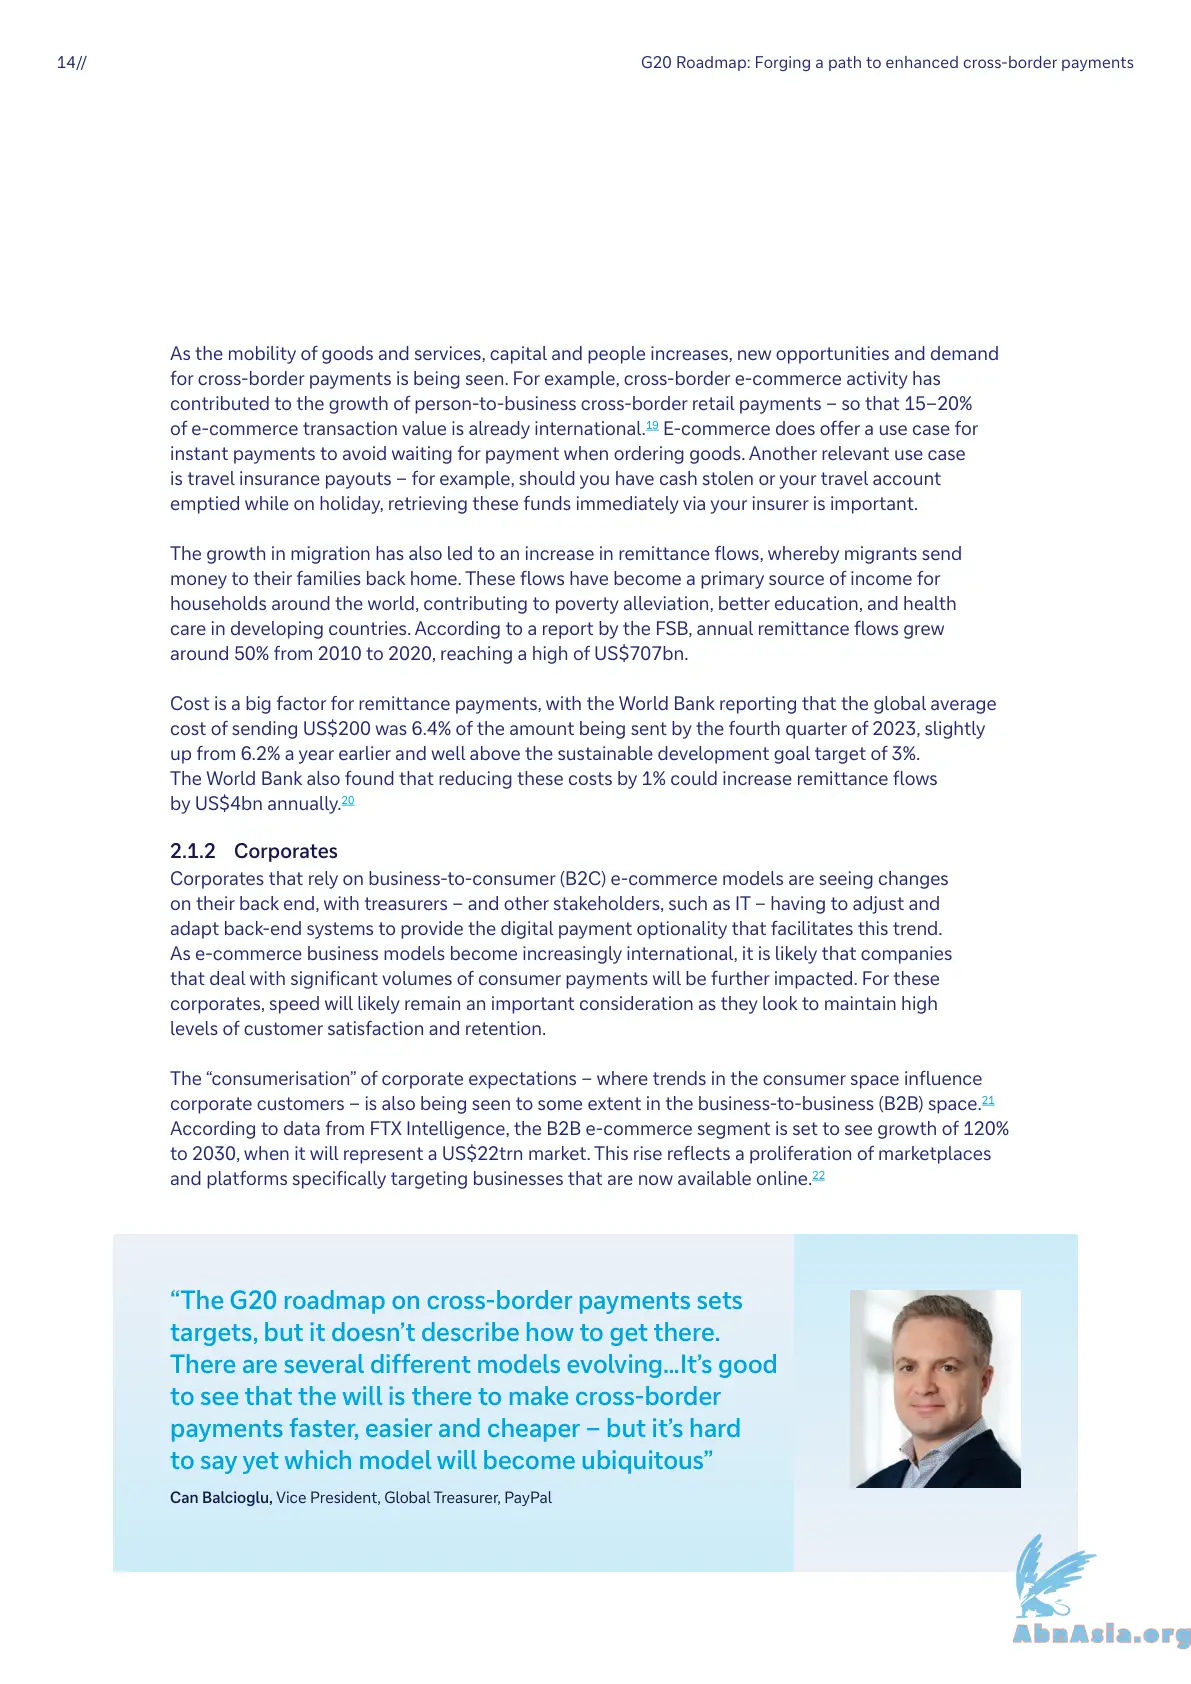 14//
G20 Roadmap: Forging a path to enhanced cross-border payments
As the mobility of goods and services, capital and people increases, new opportunities and demand
for cross-border payments is being seen. For example, cross-border e-commerce activity has
contributed to the growth of person-to-business cross-border retail payments – so that 15–20%
of e-commerce transaction value is already international.19 E-commerce does offer a use case for
instant payments to avoid waiting for payment when ordering goods. Another relevant use case
is travel insurance payouts – for example, should you have cash stolen or your travel account
emptied while on holiday, retrieving these funds immediately via your insurer is important.
The growth in migration has also led to an increase in remittance flows, whereby migrants send
money to their families back home. These flows have become a primary source of income for
households around the world, contributing to poverty alleviation, better education, and health
care in developing countries. According to a report by the FSB, annual remittance flows grew
around 50% from 2010 to 2020, reaching a high of US$707bn.
Cost is a big factor for remittance payments, with the World Bank reporting that the global average
cost of sending US$200 was 6.4% of the amount being sent by the fourth quarter of 2023, slightly
up from 6.2% a year earlier and well above the sustainable development goal target of 3%.
The World Bank also found that reducing these costs by 1% could increase remittance flows
by US$4bn annually.20
2.1.2 Corporates
Corporates that rely on business-to-consumer (B2C) e-commerce models are seeing changes
on their back end, with treasurers – and other stakeholders, such as IT – having to adjust and
adapt back-end systems to provide the digital payment optionality that facilitates this trend.
As e-commerce business models become increasingly international, it is likely that companies
that deal with significant volumes of consumer payments will be further impacted. For these
corporates, speed will likely remain an important consideration as they look to maintain high
levels of customer satisfaction and retention.
The “consumerisation” of corporate expectations – where trends in the consumer space influence
corporate customers – is also being seen to some extent in the business-to-business (B2B) space.21
According to data from FTX Intelligence, the B2B e-commerce segment is set to see growth of 120%
to 2030, when it will represent a US$22trn market. This rise reflects a proliferation of marketplaces
and platforms specifically targeting businesses that are now available online.22
“The G20 roadmap on cross-border payments sets
targets, but it doesn’t describe how to get there.
There are several different models evolving...It’s good
to see that the will is there to make cross-border
payments faster, easier and cheaper – but it’s hard
to say yet which model will become ubiquitous”
Can Balcioglu, Vice President, Global Treasurer, PayPal
AbnAsia.org